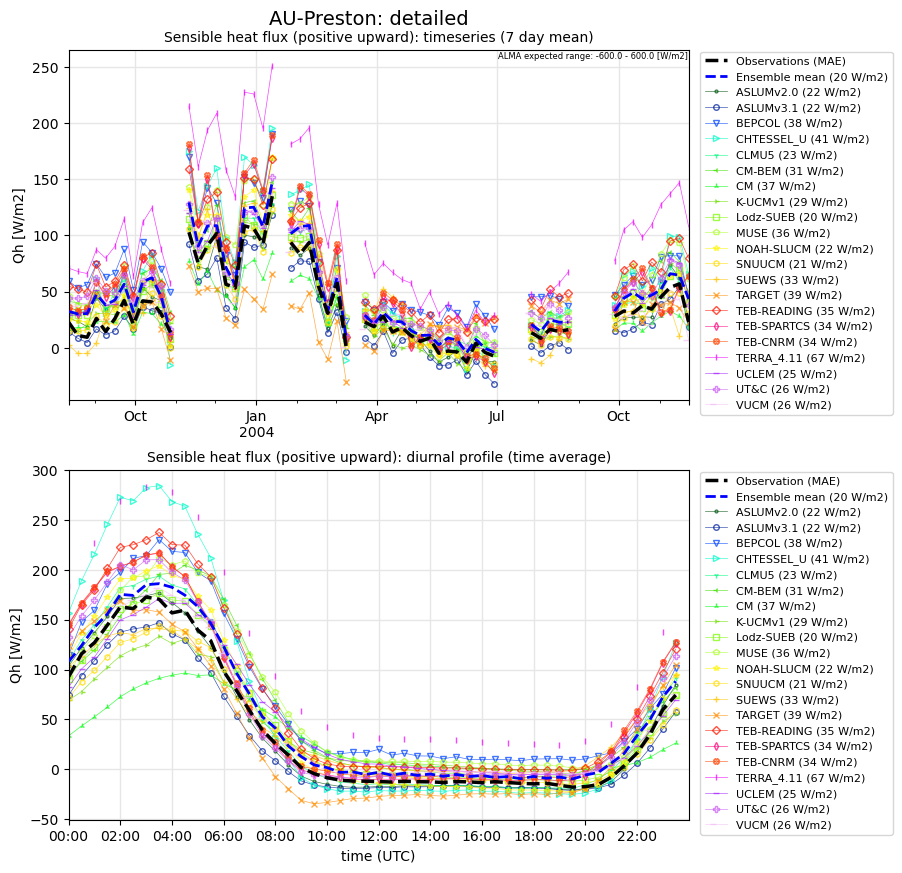 AU-Preston: detailed
Sensible heat flux (positive upward): timeseries (7 day mean)
ALMA expected range: -600.0 - 600.0 [W/m2]
Qh [W/m2]
250
200
150
100
50
0
Oct
Jan
2004
Apr
Jul
Oct
Observations (MAE)
Ensemble mean (20 W/m2)
ASLUMv2.0 (22 W/m2)
ASLUMv3.1 (22 W/m2)
BEPCOL (38 W/m2)
CHTESSEL_U (41 W/m2)
CLMU5 (23 W/m2)
CM-BEM (31 W/m2)
CM (37 W/m2)
K-UCMv1 (29 W/m2)
Lodz-SUEB (20 W/m2)
MUSE (36 W/m2)
NOAH-SLUCM (22 W/m2)
SNUUCM (21 W/m2)
SUEWS (33 W/m2)
TARGET (39 W/m2)
TEB-READING (35 W/m2)
TEB-SPARTCS (34 W/m2)
TEB-CNRM (34 W/m2)
TERRA_4.11 (67 W/m2)
UCLEM (25 W/m2)
UT&C (26 W/m2)
VUCM (26 W/m2)
Sensible heat flux (positive upward): diurnal profile (time average)
Qh [W/m2]
300
250
200
150
100
50
0
−50
00:00
02:00
04:00
06:00
08:00
10:00
12:00
14:00
16:00
18:00
20:00
22:00
time (UTC)
Observation (MAE)
Ensemble mean (20 W/m2)
ASLUMv2.0 (22 W/m2)
ASLUMv3.1 (22 W/m2)
BEPCOL (38 W/m2)
CHTESSEL_U (41 W/m2)
CLMU5 (23 W/m2)
CM-BEM (31 W/m2)
CM (37 W/m2)
K-UCMv1 (29 W/m2)
Lodz-SUEB (20 W/m2)
MUSE (36 W/m2)
NOAH-SLUCM (22 W/m2)
SNUUCM (21 W/m2)
SUEWS (33 W/m2)
TARGET (39 W/m2)
TEB-READING (35 W/m2)
TEB-SPARTCS (34 W/m2)
TEB-CNRM (34 W/m2)
TERRA_4.11 (67 W/m2)
UCLEM (25 W/m2)
UT&C (26 W/m2)
VUCM (26 W/m2)